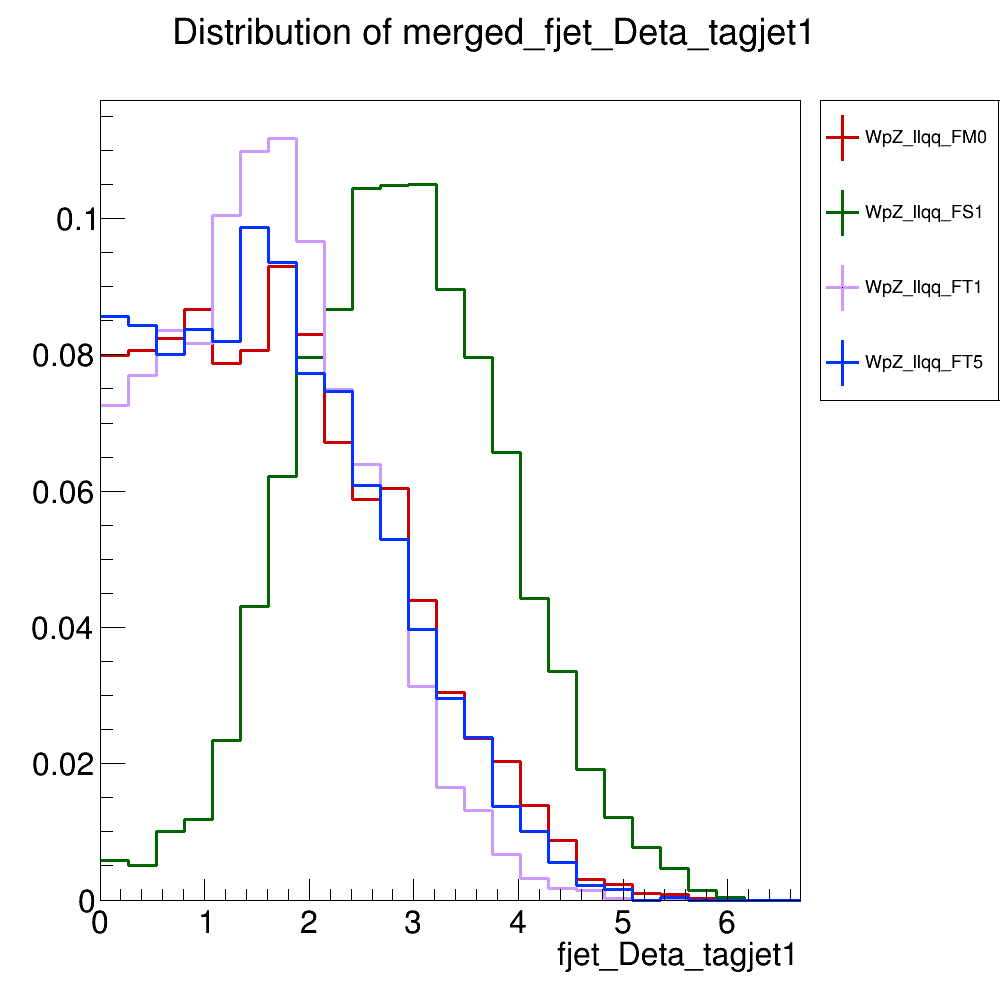 Distribution of merged_fjet_Deta_tagjet1
WpZ_llqq_FM0
WpZ_llqq_FS1
WpZ_llqq_FT1
WpZ_llqq_FT5
0.1
0.08
0.06
0.04
0.02
0
0 1 2 3 4 5 6
fjet_Deta_tagjet1